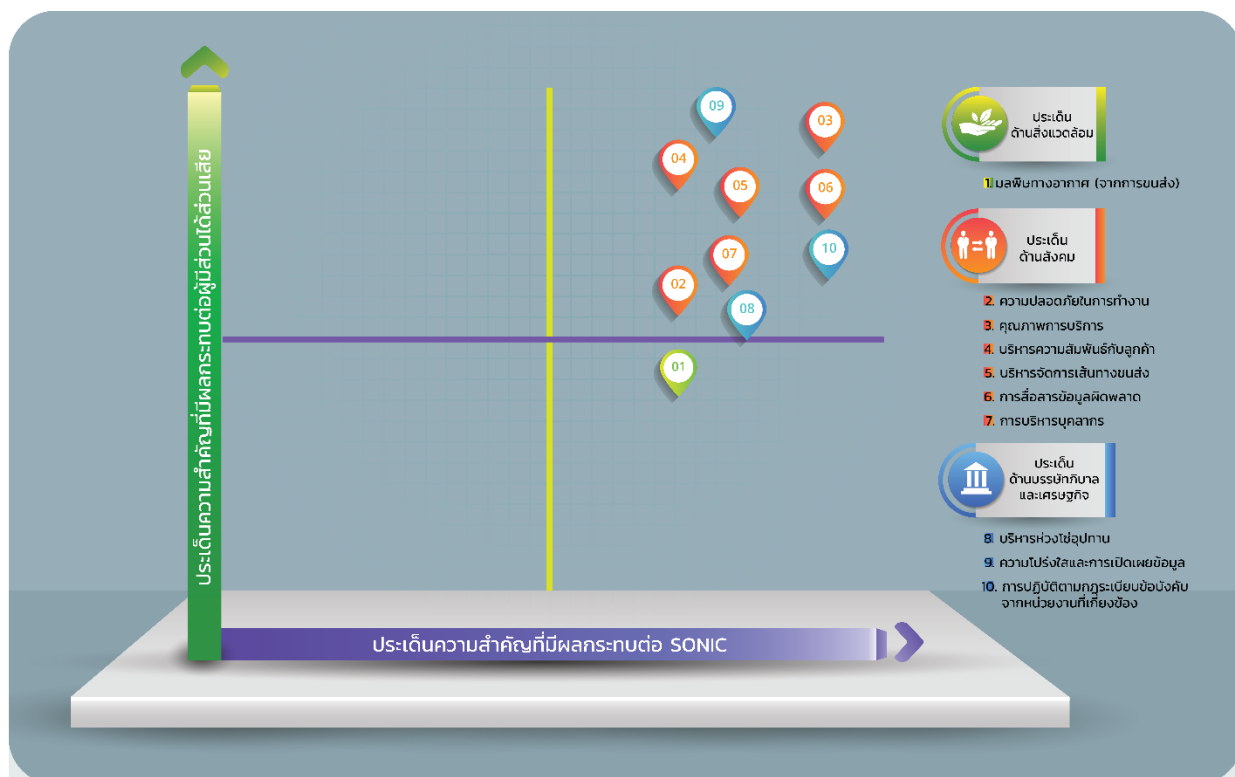 ประเด็นความสำคัญที่มีผลกระทบต่อผู้มีส่วนได้ส่วนเสีย
09
03
04
05
06
07
10
02
08
01
ประเด็นความสำคัญที่มีผลกระทบต่อ SONIC
ประเด็น
ด้านสิ่งแวดล้อม
1. มลพิษทางอากาศ (จากการขนส่ง)
ประเด็น
ด้านสังคม
2. ความปลอดภัยในการทำงาน
3. คุณภาพการบริการ
4. บริหารความสัมพันธ์กับลูกค้า
5. บริหารจัดการเส้นทางขนส่ง
6. การสื่อสารข้อมูลผิดพลาด
7. การบริหารบุคลากร
ประเด็น
ด้านบรรษัทภิบาล
และเศรษฐกิจ
8. บริหารห่วงโซ่อุปทาน
9. ความโปร่งใสและการเปิดเผยข้อมูล
10. การปฏิบัติตามกฎระเบียบข้อบังคับ
จากหน่วยงานที่เกี่ยงข้อง